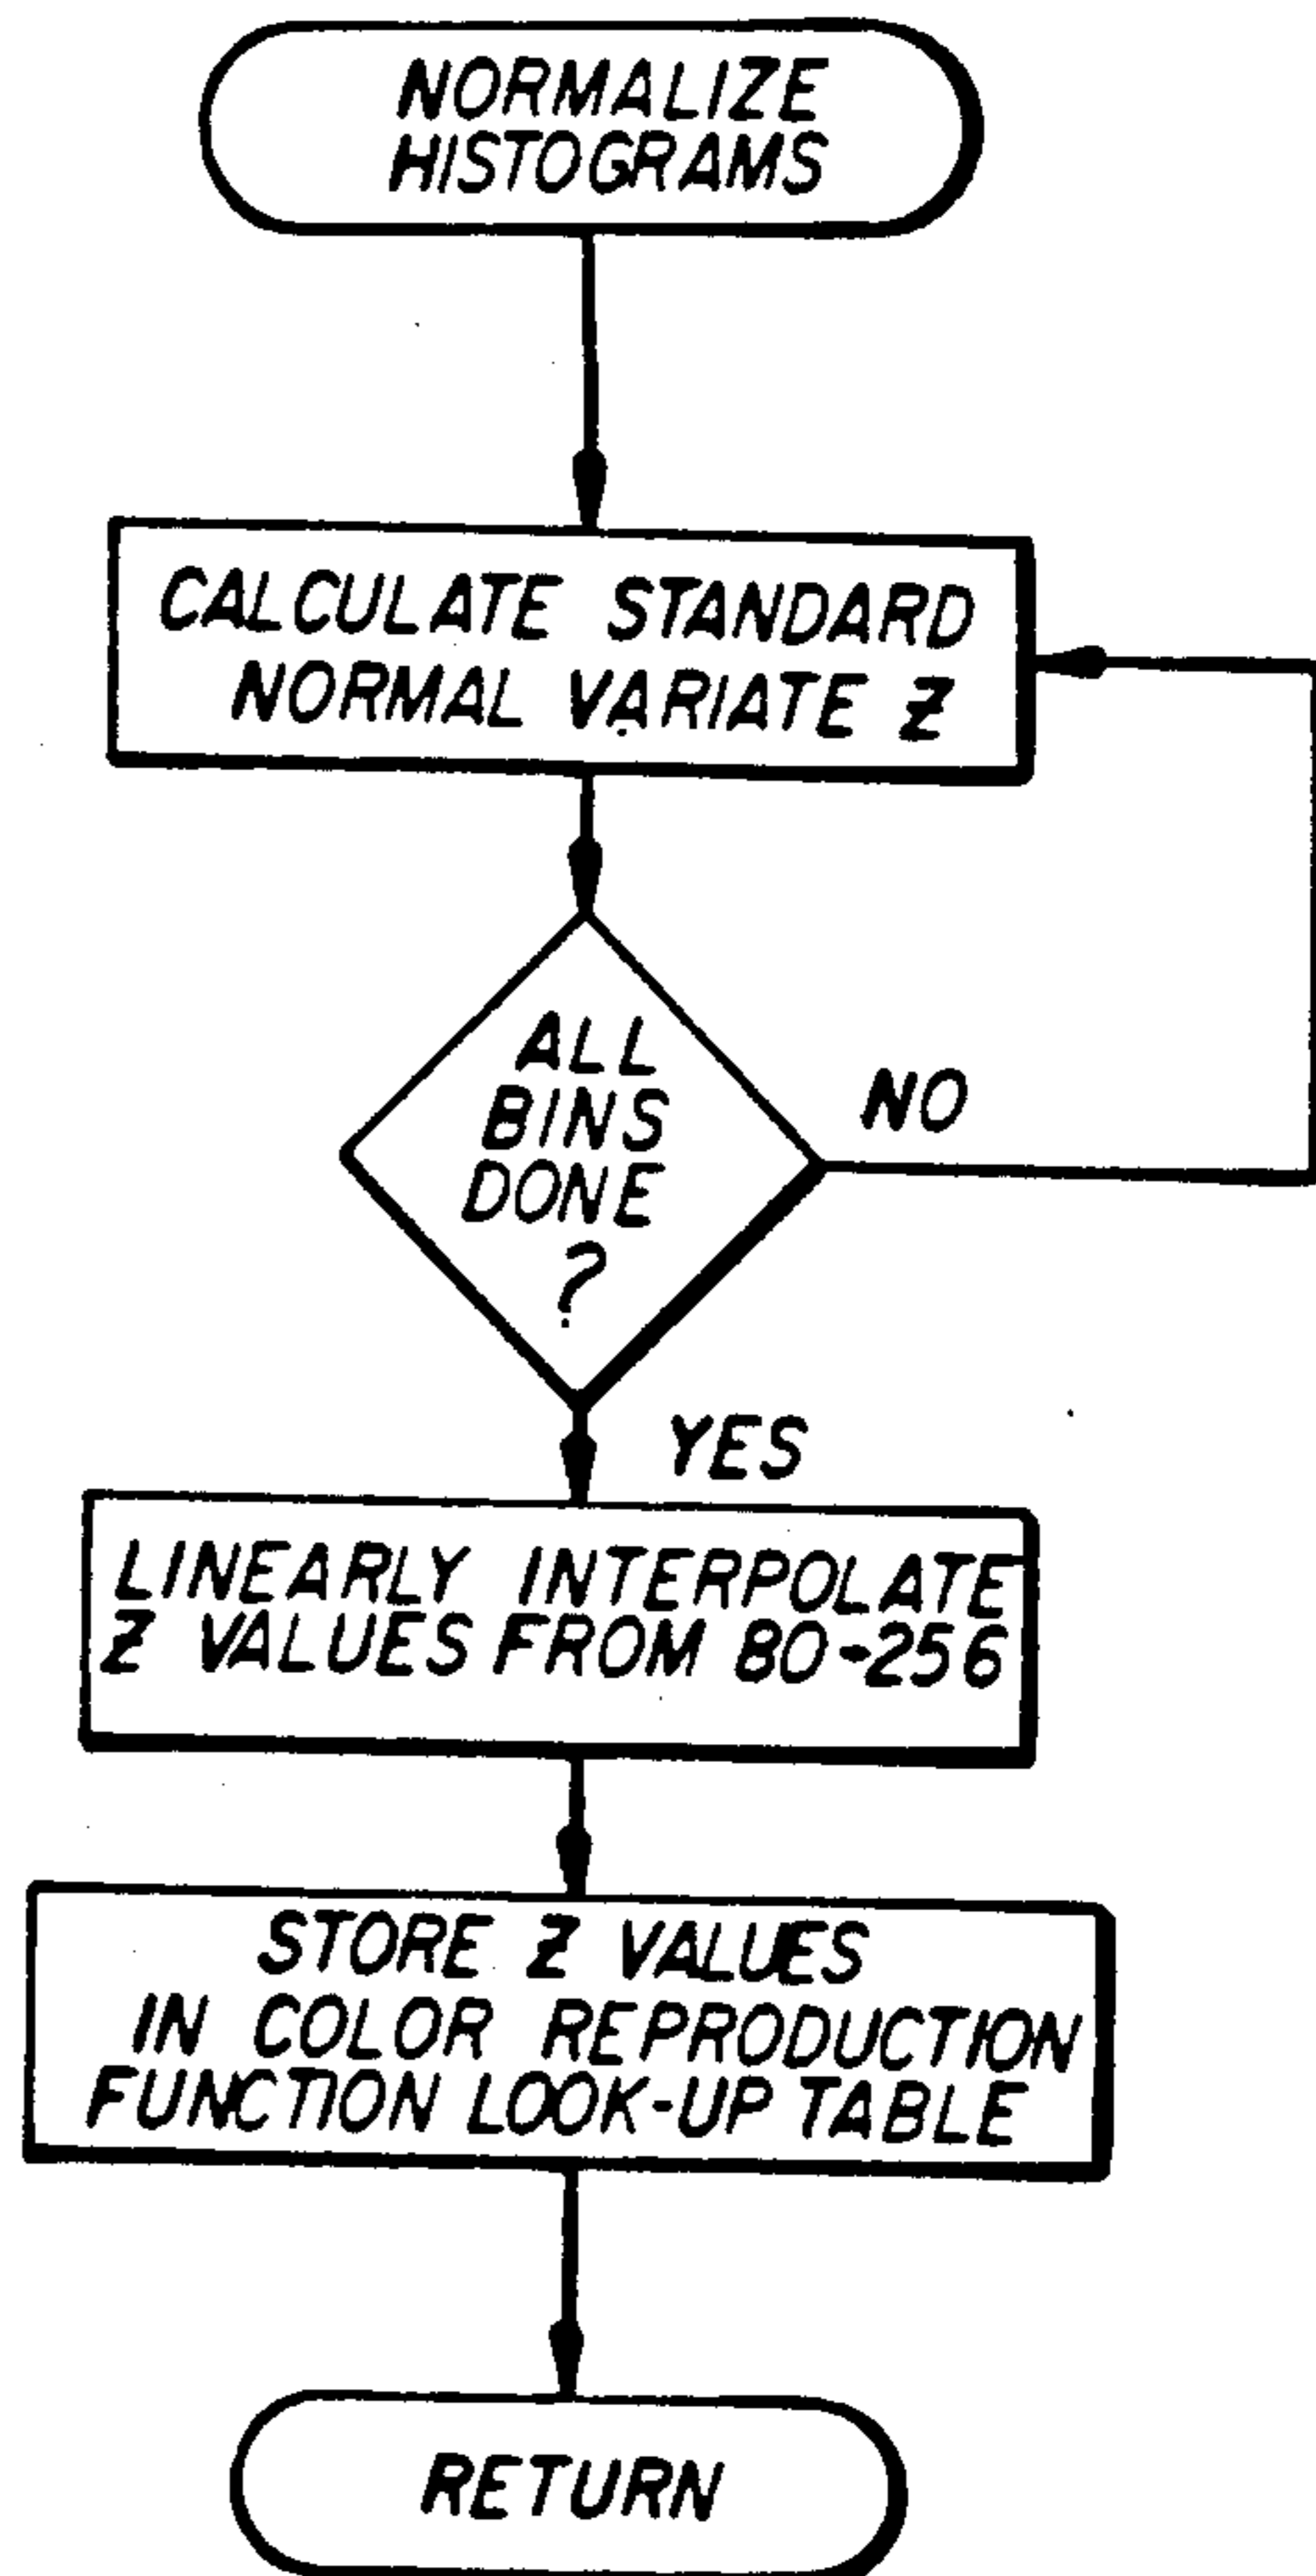 NORMALIZE
HISTOGRAMS
CALCULATE STANDARD
NORMAL VARIATE Z
ALL
BINS
DONE
?
NO
YES
LINEARLY INTERPOLATE
Z VALUES FROM 80-256
STORE Z VALUES
IN COLOR REPRODUCTION
FUNCTION LOOK-UP TABLE
RETURN